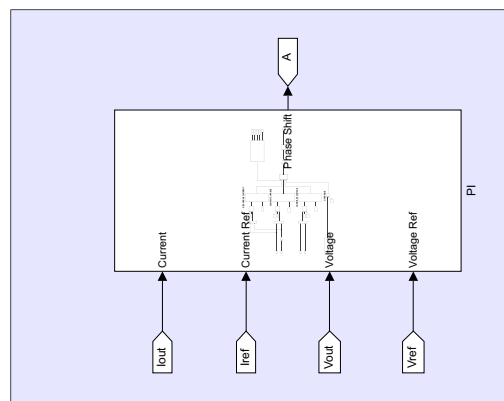 A
Phase Shift
PI
Current
Current Ref
Voltage
Voltage Ref
Iout
Iref
Vout
Vref